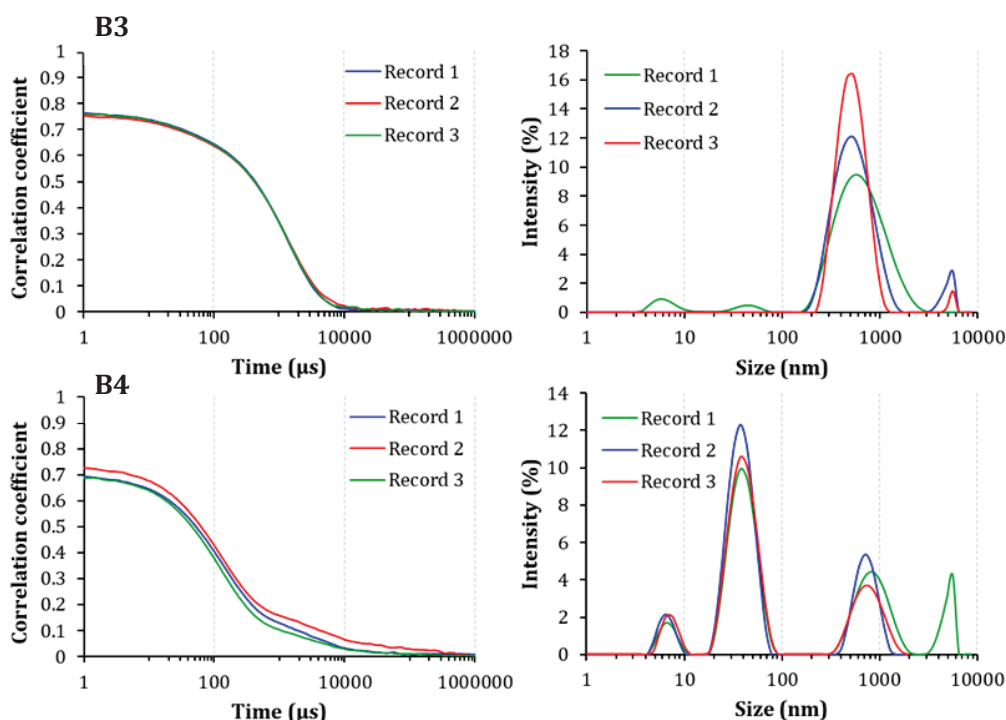 B3
Correlation coefficient
1
0.9
0.8
0.7
0.6
0.5
0.4
0.3
0.2
0.1
0
Record 1
Record 2
Record 3
1
100
10000
1000000
Time (µs)
Intensity (%)
18
16
14
12
10
8
6
4
2
0
Record 1
Record 2
Record 3
1
10
100
1000
10000
Size (nm)
B4
Correlation coefficient
1
0.9
0.8
0.7
0.6
0.5
0.4
0.3
0.2
0.1
0
Record 1
Record 2
Record 3
1
100
10000
1000000
Time (µs)
Intensity (%)
14
12
10
8
6
4
2
0
Record 1
Record 2
Record 3
1
10
100
1000
10000
Size (nm)